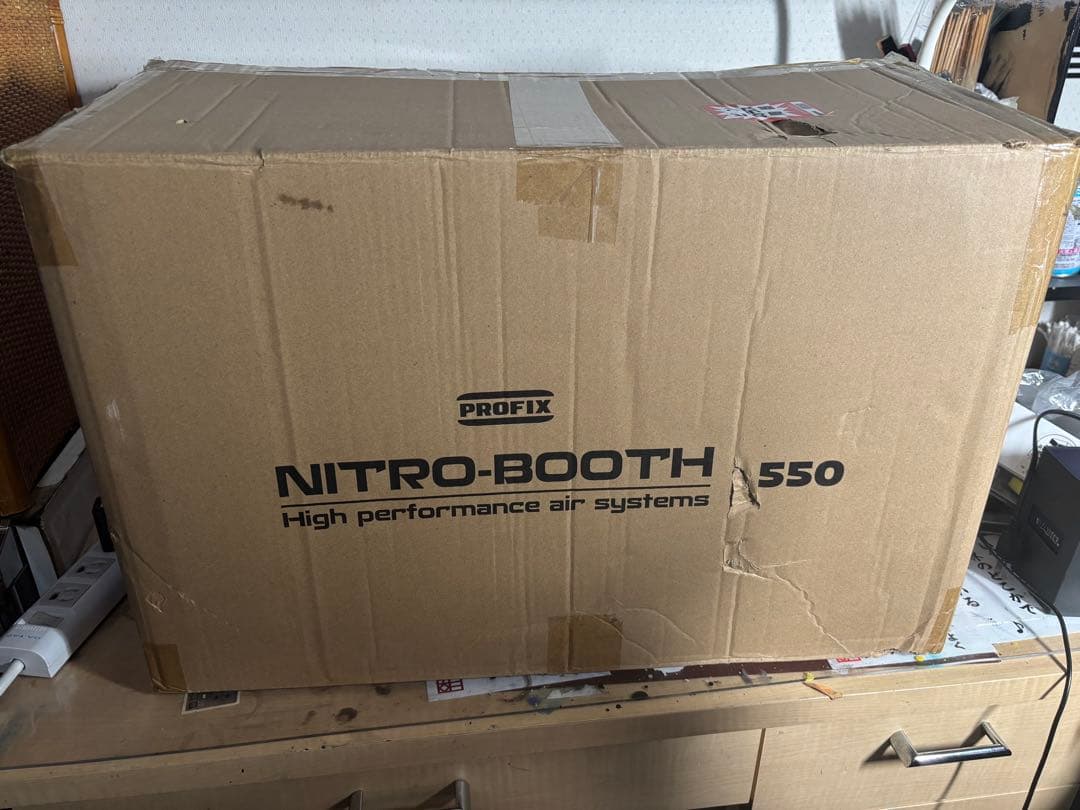 PROFIX
NITRO-BOOTH 550
High performance air systems